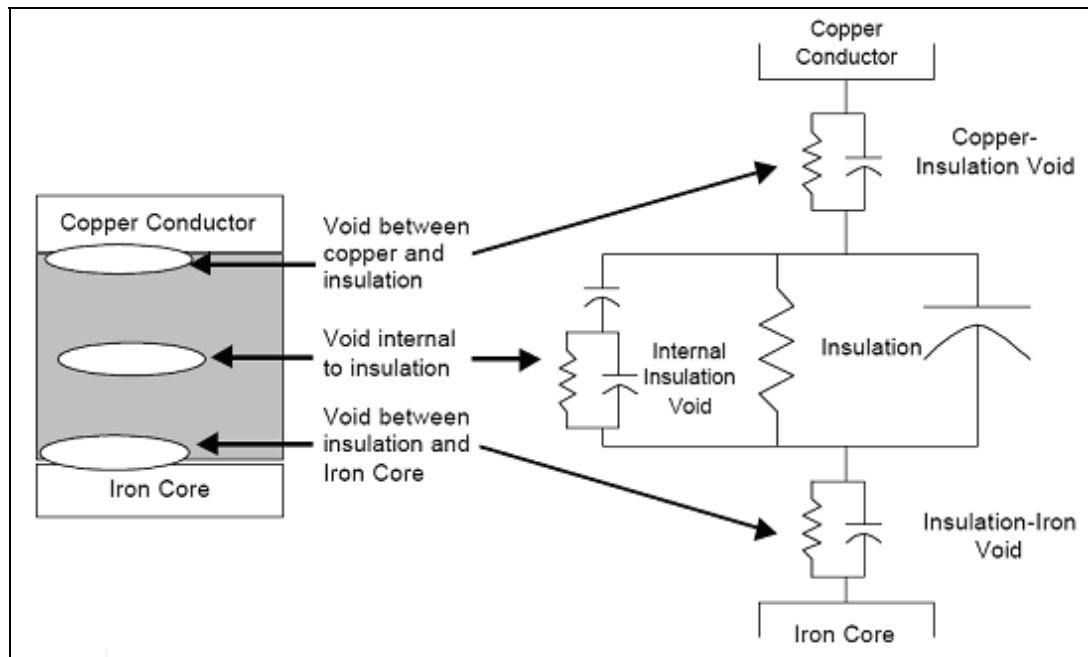 Copper
Conductor
Copper-
Insulation Void
Copper Conductor
Void between
copper and
insulation
Void internal
to insulation
Internal
Insulation
Void
Insulation
Void between
insulation and
Iron Core
Iron Core
Insulation-Iron
Void
Iron Core